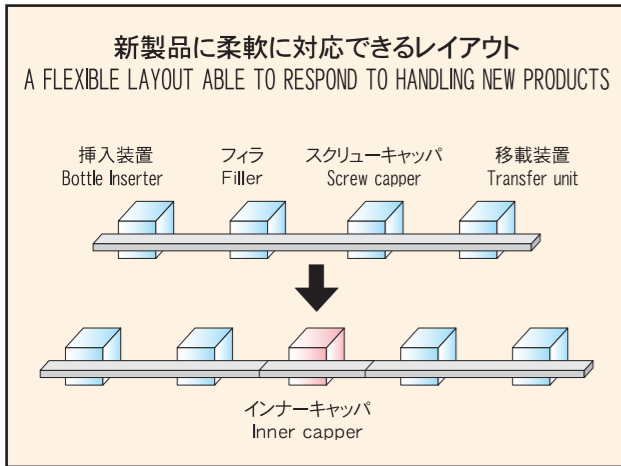 新製品に柔軟に対応できるレイアウト
A FLEXIBLE LAYOUT ABLE TO RESPOND TO HANDLING NEW PRODUCTS
挿入装置 フィラ スクリューキャッパ 移載装置
Bottle Inserter Filler Screw capper Transfer unit
インナーキャッパ
Inner capper